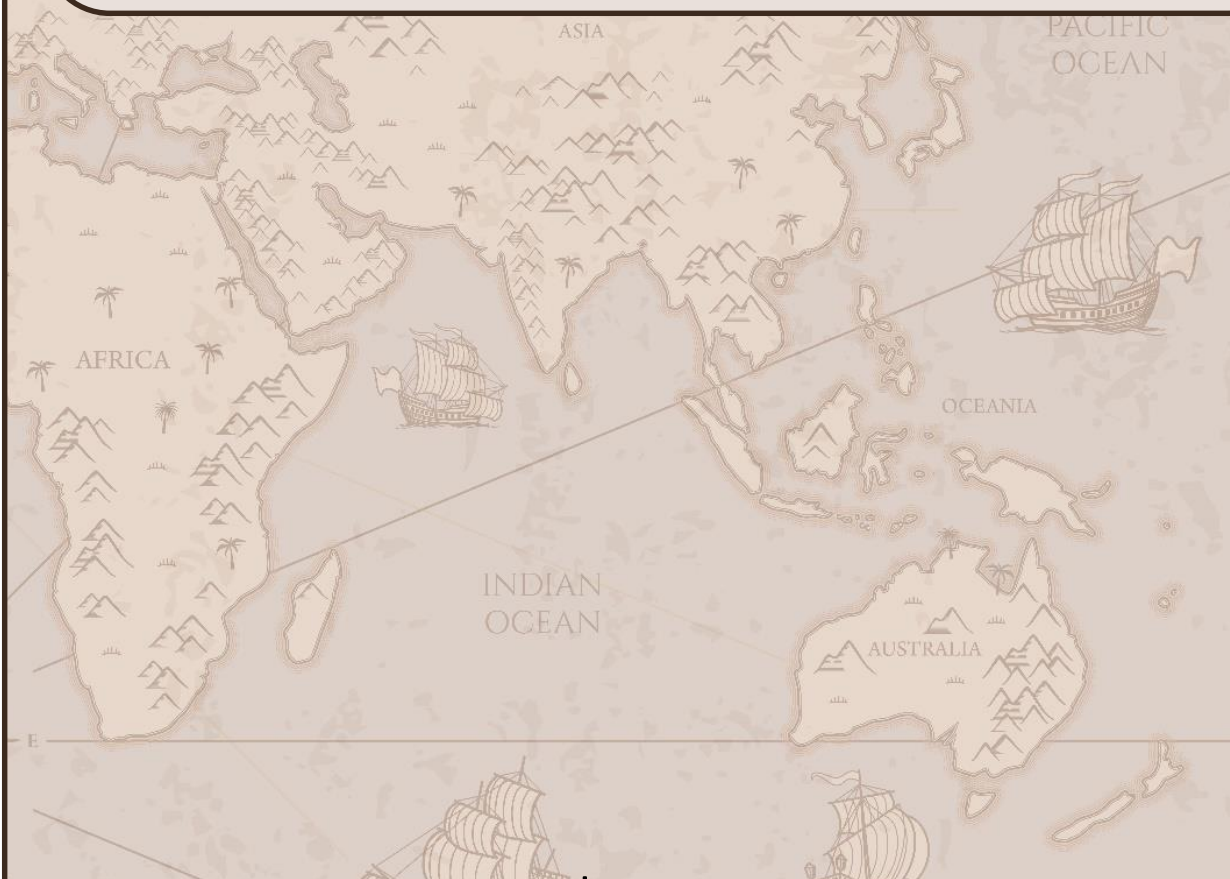 ASIA
PACIFIC
OCEAN
AFRICA
OCEANIA
INDIAN
OCEAN
AUSTRALIA
E